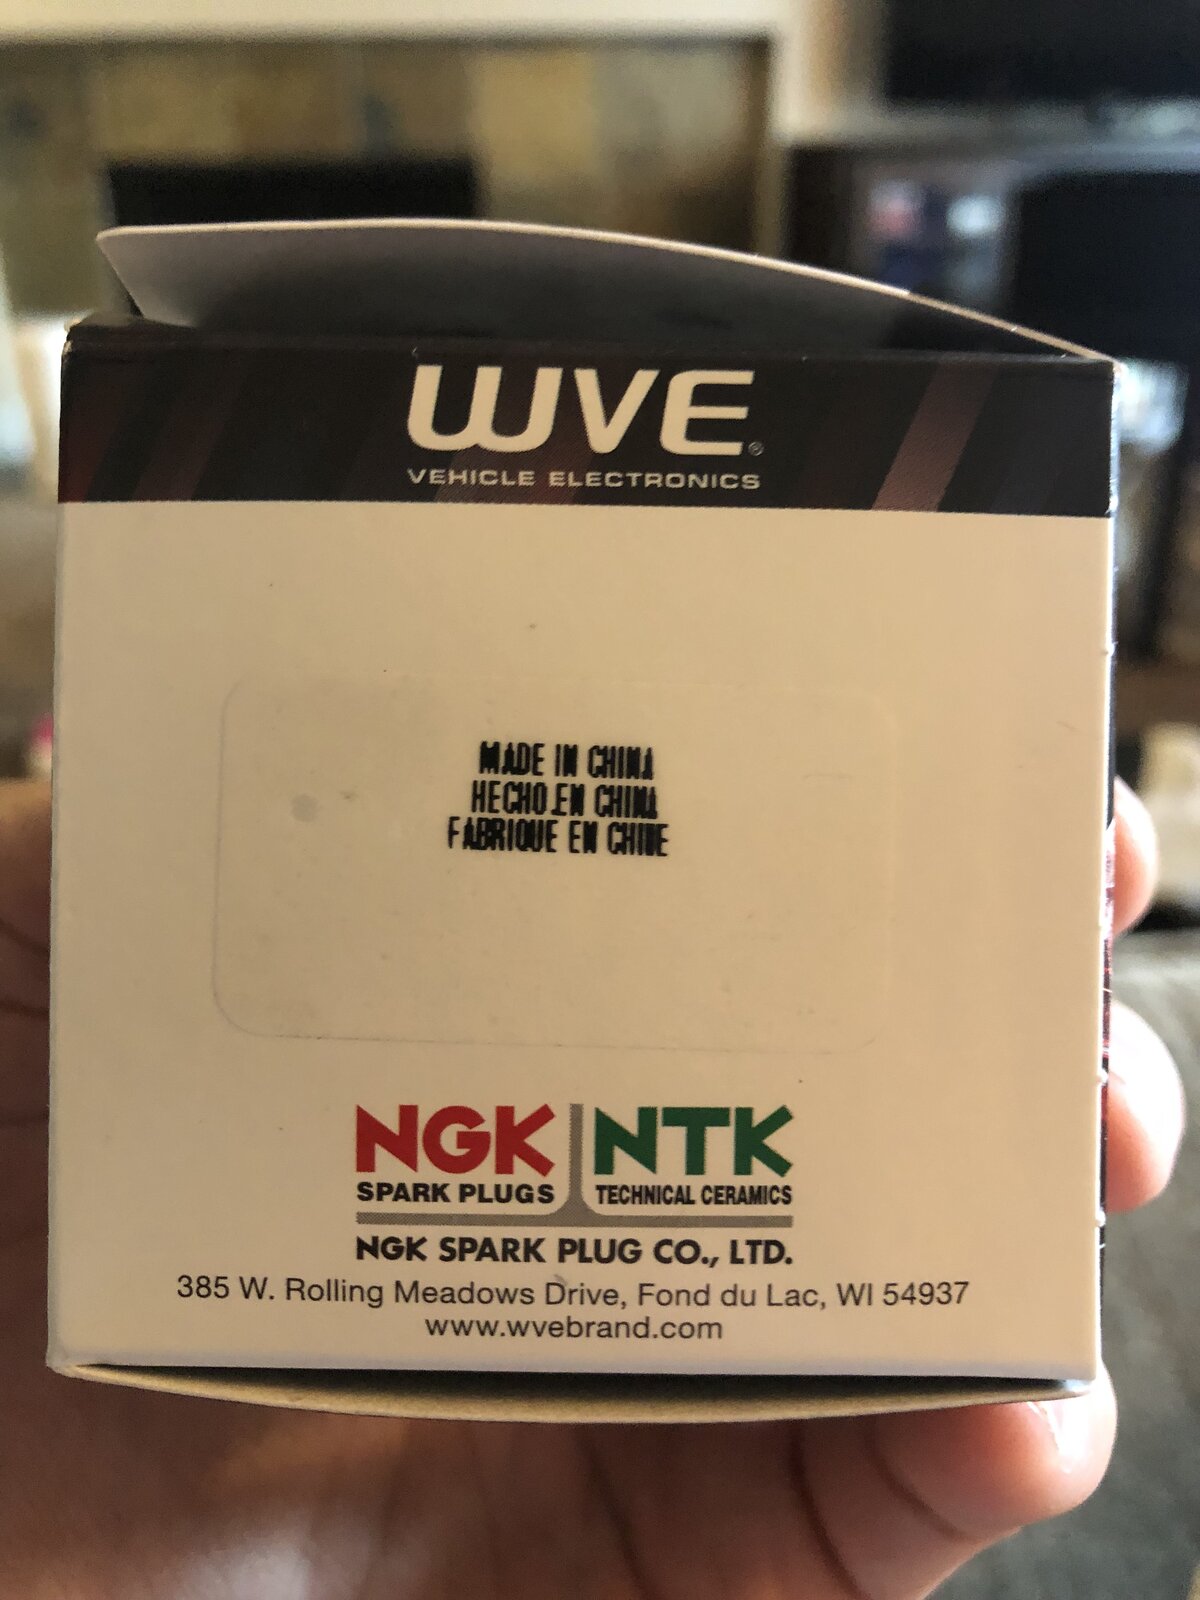 WVE®
VEHICLE ELECTRONICS
MADE IN CHINA
HECHO EN CHINA
FABRIQUE EN CHINE
NGK NTK
SPARK PLUGS TECHNICAL CERAMICS
NGK SPARK PLUG CO., LTD.
385 W. Rolling Meadows Drive, Fond du Lac, WI 54937
www.wvebrand.com